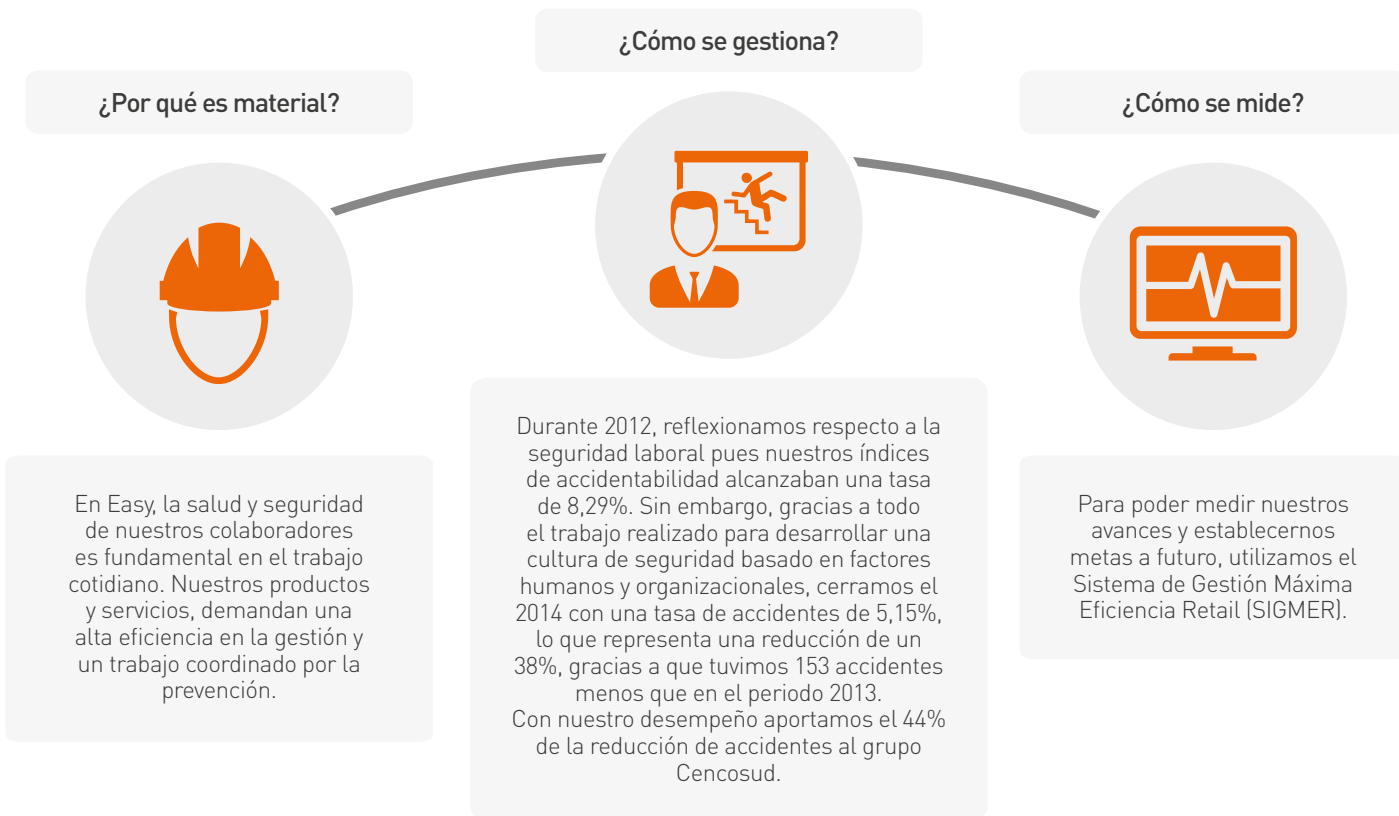 ¿Por qué es material?
En Easy, la salud y seguridad
de nuestros colaboradores
es fundamental en el trabajo
cotidiano. Nuestros productos
y servicios, demandan una
alta eficiencia en la gestión y
un trabajo coordinado por la
prevención.
¿Cómo se gestiona?
Durante 2012, reflexionamos respecto a la
seguridad laboral pues nuestros índices
de accidentabilidad alcanzaban una tasa
de 8,29%. Sin embargo, gracias a todo
el trabajo realizado para desarrollar una
cultura de seguridad basado en factores
humanos y organizacionales, cerramos el
2014 con una tasa de accidentes de 5,15%,
lo que representa una reducción de un
38%, gracias a que tuvimos 153 accidentes
menos que en el periodo 2013.
Con nuestro desempeño aportamos el 44%
de la reducción de accidentes al grupo
Cencosud.
¿Cómo se mide?
Para poder medir nuestros
avances y establecernos
metas a futuro, utilizamos el
Sistema de Gestión Máxima
Eficiencia Retail (SIGMER).